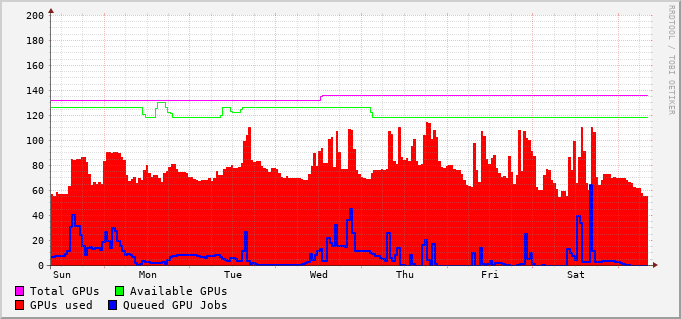 200
180
160
140
120
100
80
60
40
20
0
Sun Mon Tue Wed Thu Fri Sat
Total GPUs Available GPUs
GPUs used Queued GPU Jobs
RRDTOOL / TOBI OETIKER